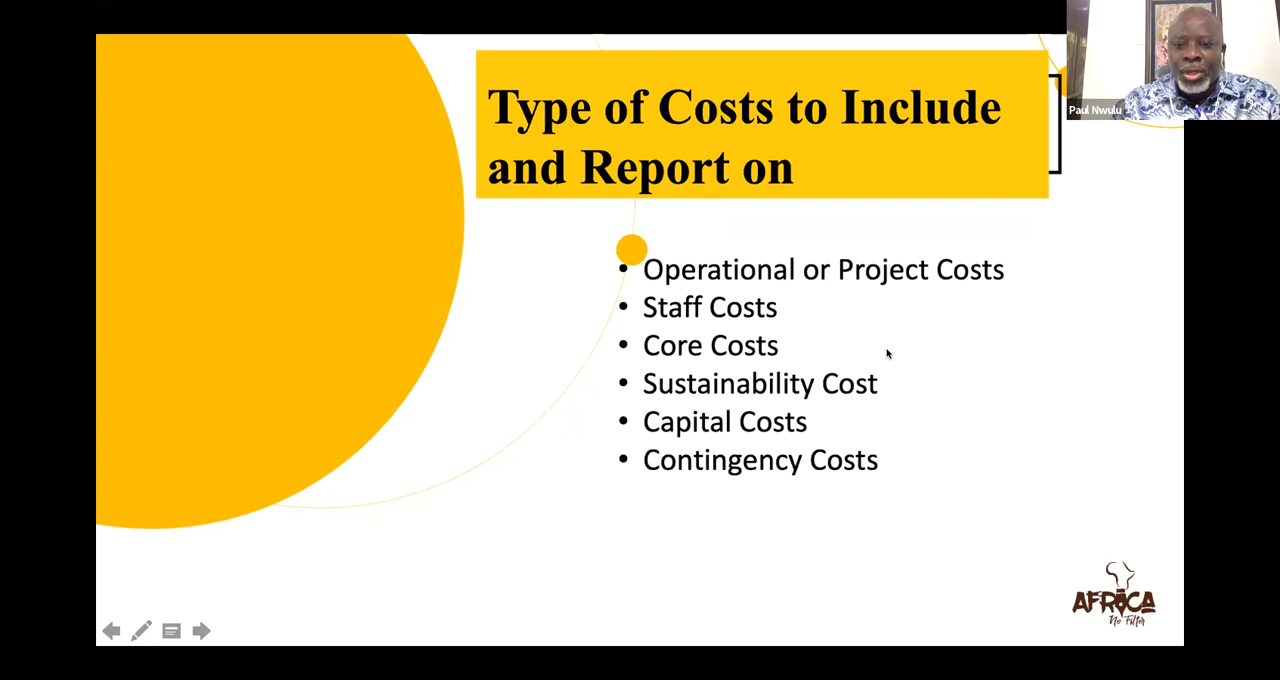 Type of Costs to Include
and Report on
Paul Nwulu
• Operational or Project Costs
• Staff Costs
• Core Costs
• Sustainability Cost
• Capital Costs
• Contingency Costs
AFRICA
No Filter